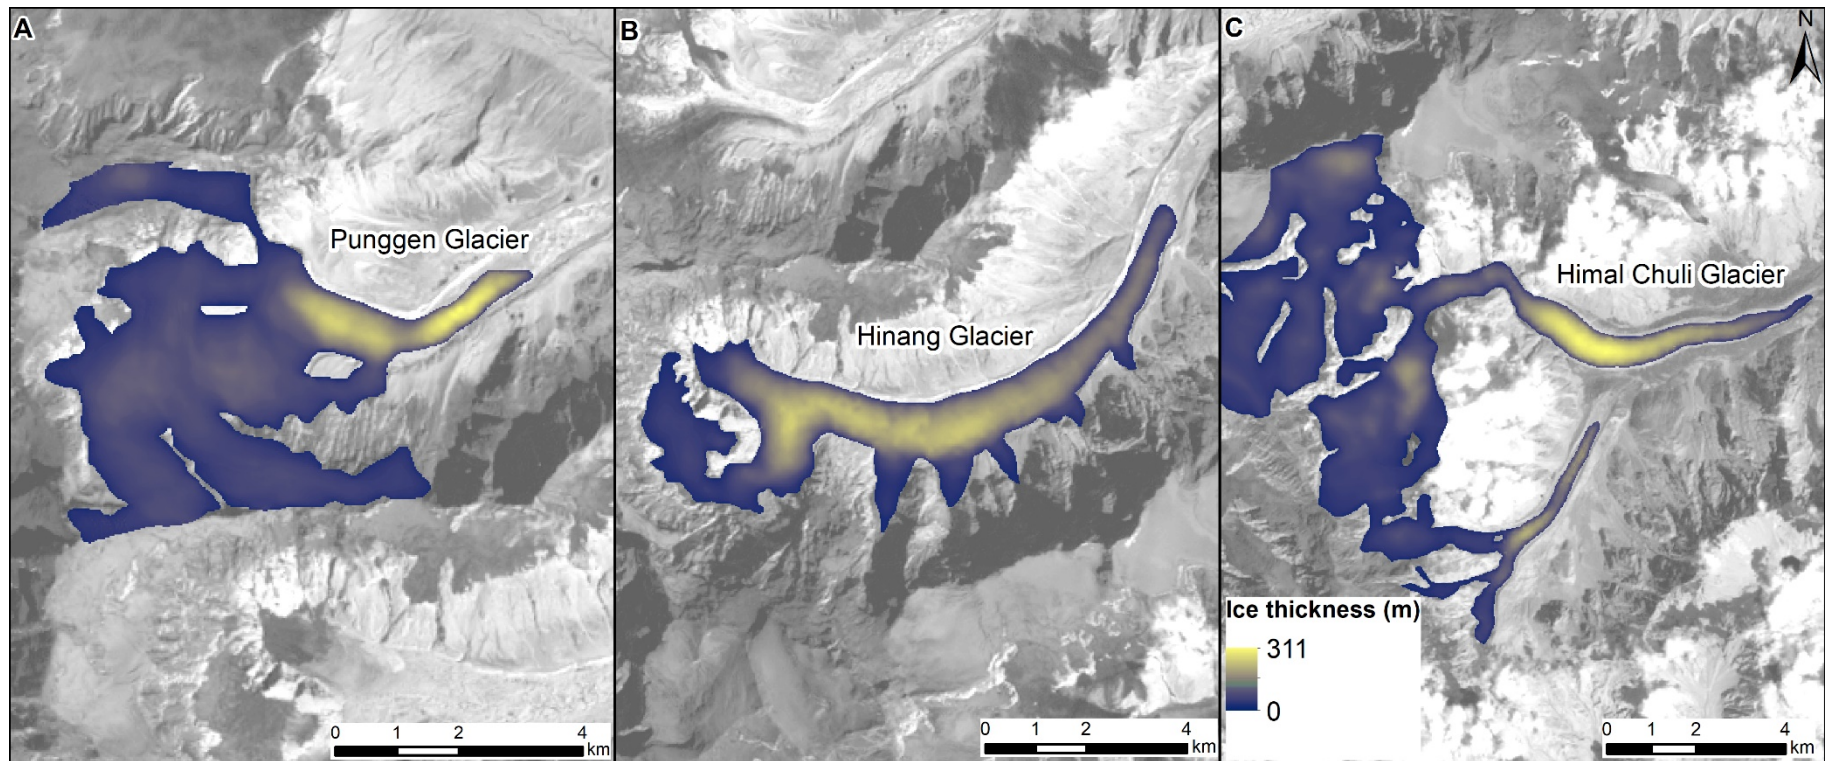 A
B
C
N
Punggen Glacier
Hinang Glacier
Himal Chuli Glacier
Ice thickness (m)
311
0
0 1 2 4
km
0 1 2 4
km
0 1 2 4
km